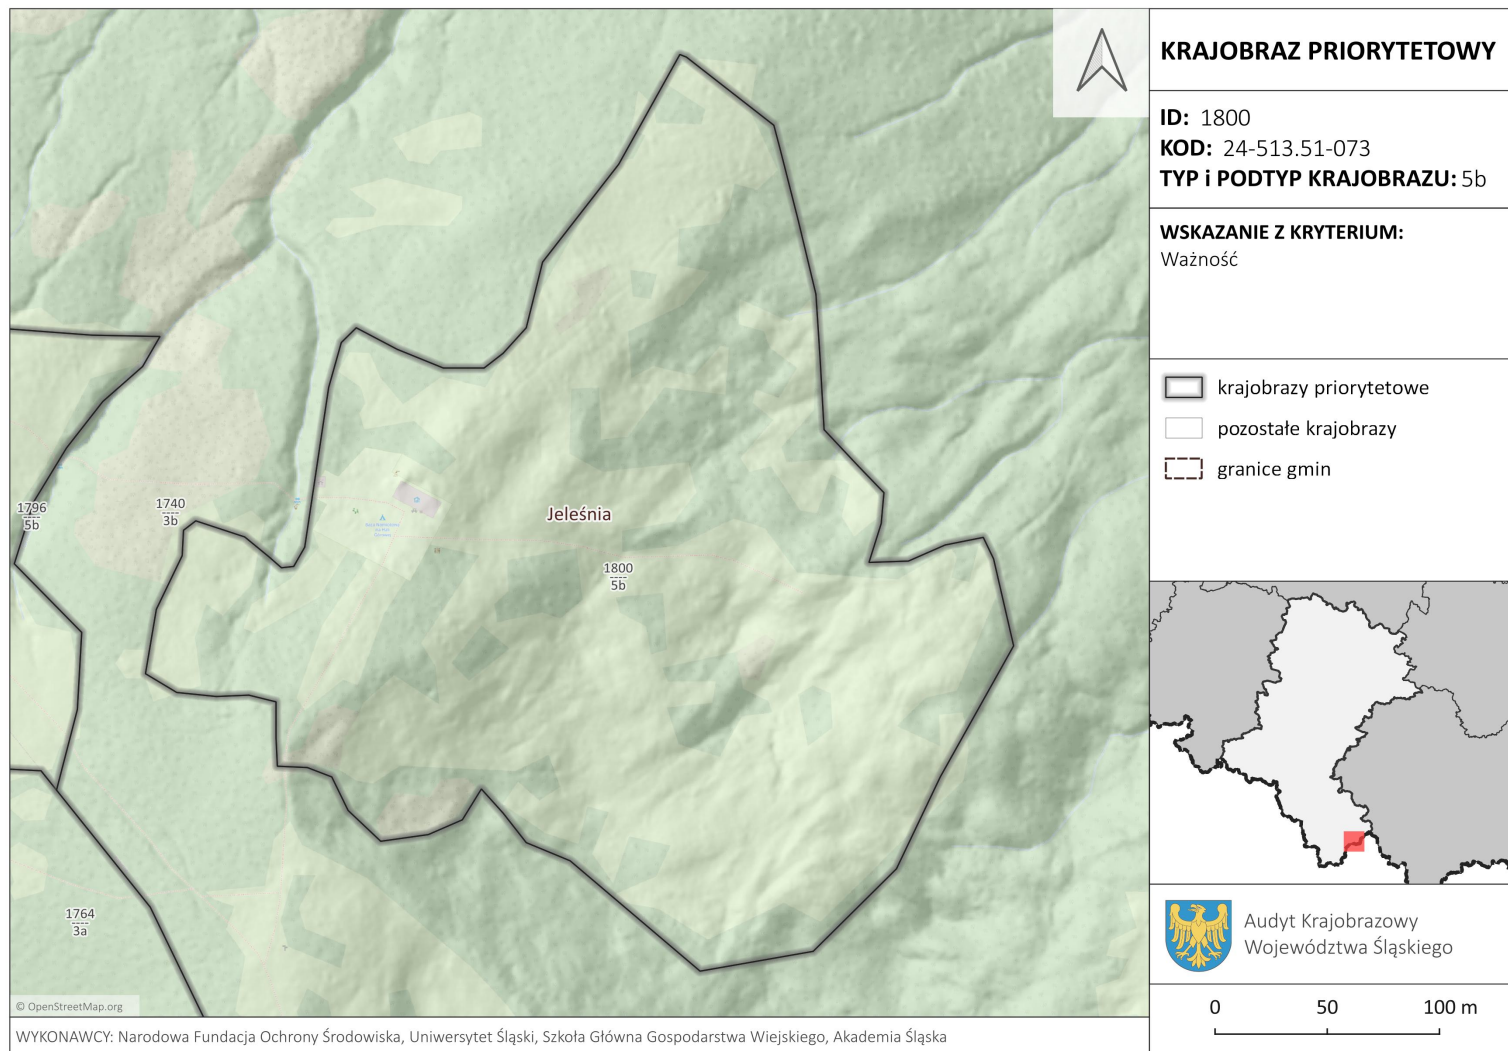 KRAJOBRAZ PRIORYTETOWY
ID: 1800
KOD: 24-513.51-073
TYP i PODTYP KRAJOBRAZU: 5b
WSKAZANIE Z KRYTERIUM:
Ważność
krajobrazy priorytetowe
pozostałe krajobrazy
granice gmin
1796
5b
1740
3b
Jeleśnia
1800
5b
1764
3a
© OpenStreetMap.org
Audyt Krajobrazowy
Województwa Śląskiego
0 50 100 m
WYKONAWCY: Narodowa Fundacja Ochrony Środowiska, Uniwersytet Śląski, Szkoła Główna Gospodarstwa Wiejskiego, Akademia Śląska